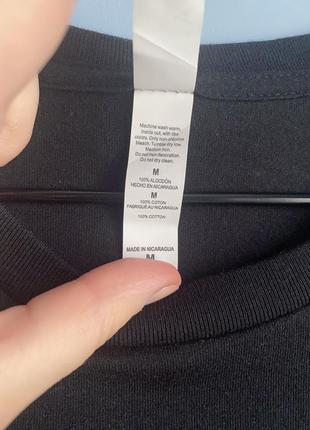 Machine wash warm,
Inside out, with like
colors. Only non-chlorine
bleach. Tumble dry low.
Medium iron.
Do not iron decoration.
Do not dry clean.
M
100% ALGODÓN
HECHO EN NICARAGUA
M
100% COTON
FABRIQUÉ AU NICARAGUA
100% COTTON
MADE IN NICARAGUA
M